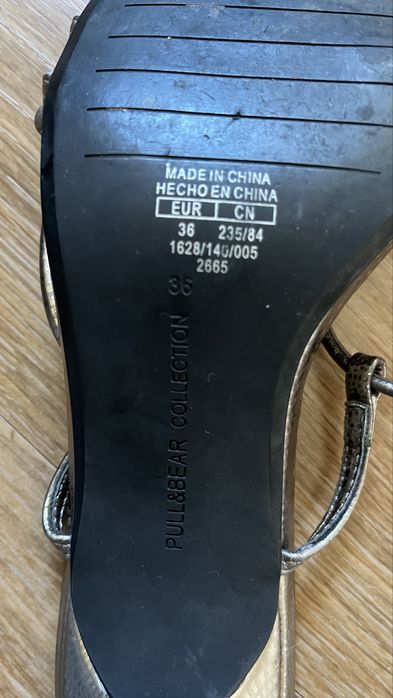 MADE IN CHINA
HECHO EN CHINA
EUR CN
36 235/84
1628/140/005
2665
PULL&BEAR COLLECTION 36